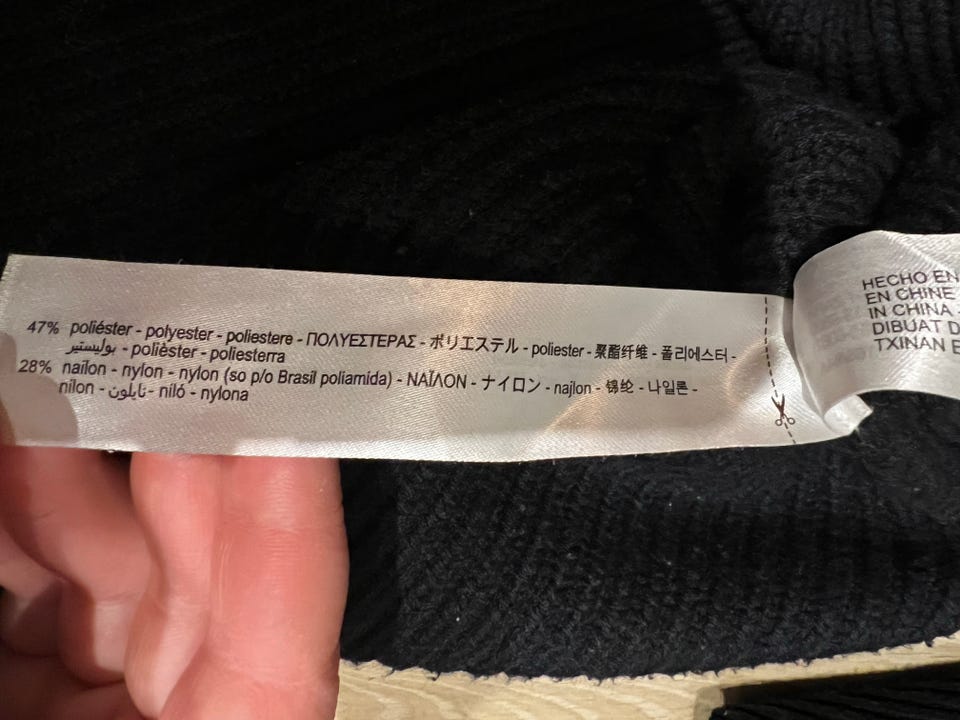 47% poliéster - polyester - poliestere - ΠΟΛΥΕΣΤΕΡΑΣ - ポリエステル - poliester - 聚酯纤维 - 폴리에스터 -
بوليستير - polièster - poliesterra
28% nailon - nylon - nylon (so p/o Brasil poliamida) - ΝΑΪΛΟΝ - ナイロン - najlon - 锦纶 - 나일론 -
nilon - نايلون - niló - nylona
HECHO EN
EN CHINE
IN CHINA -
DIBUAT D
TXINAN E